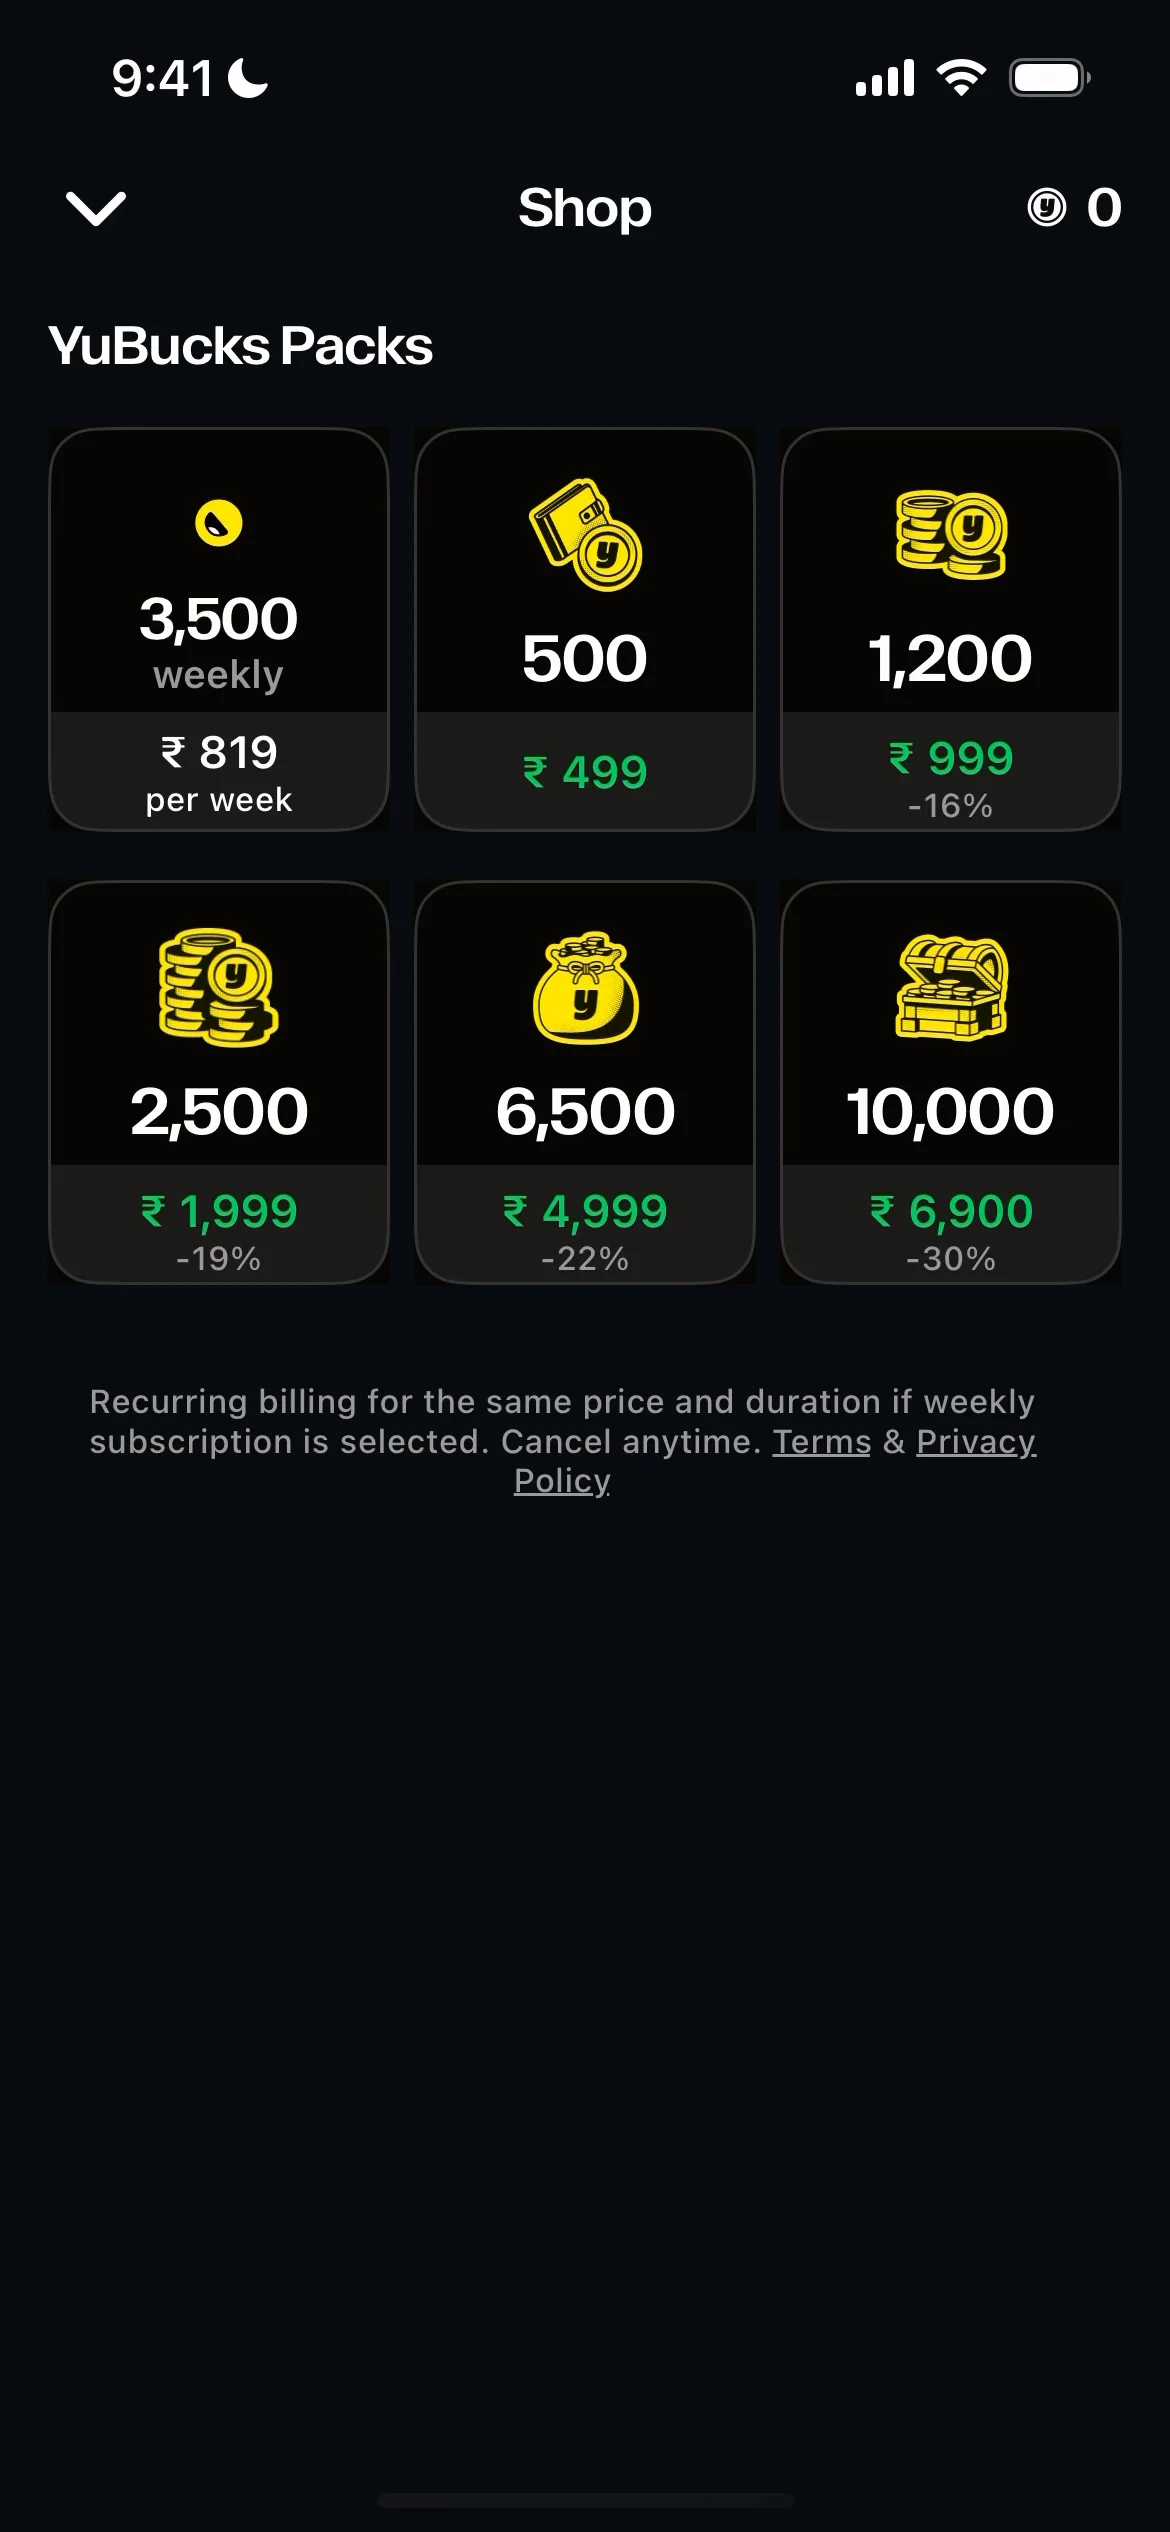 9:41
Shop
0
YuBucks Packs
3,500
weekly
₹ 819
per week
500
₹ 499
1,200
₹ 999
-16%
2,500
₹ 1,999
-19%
6,500
₹ 4,999
-22%
10,000
₹ 6,900
-30%
Recurring billing for the same price and duration if weekly
subscription is selected. Cancel anytime. Terms & Privacy
Policy